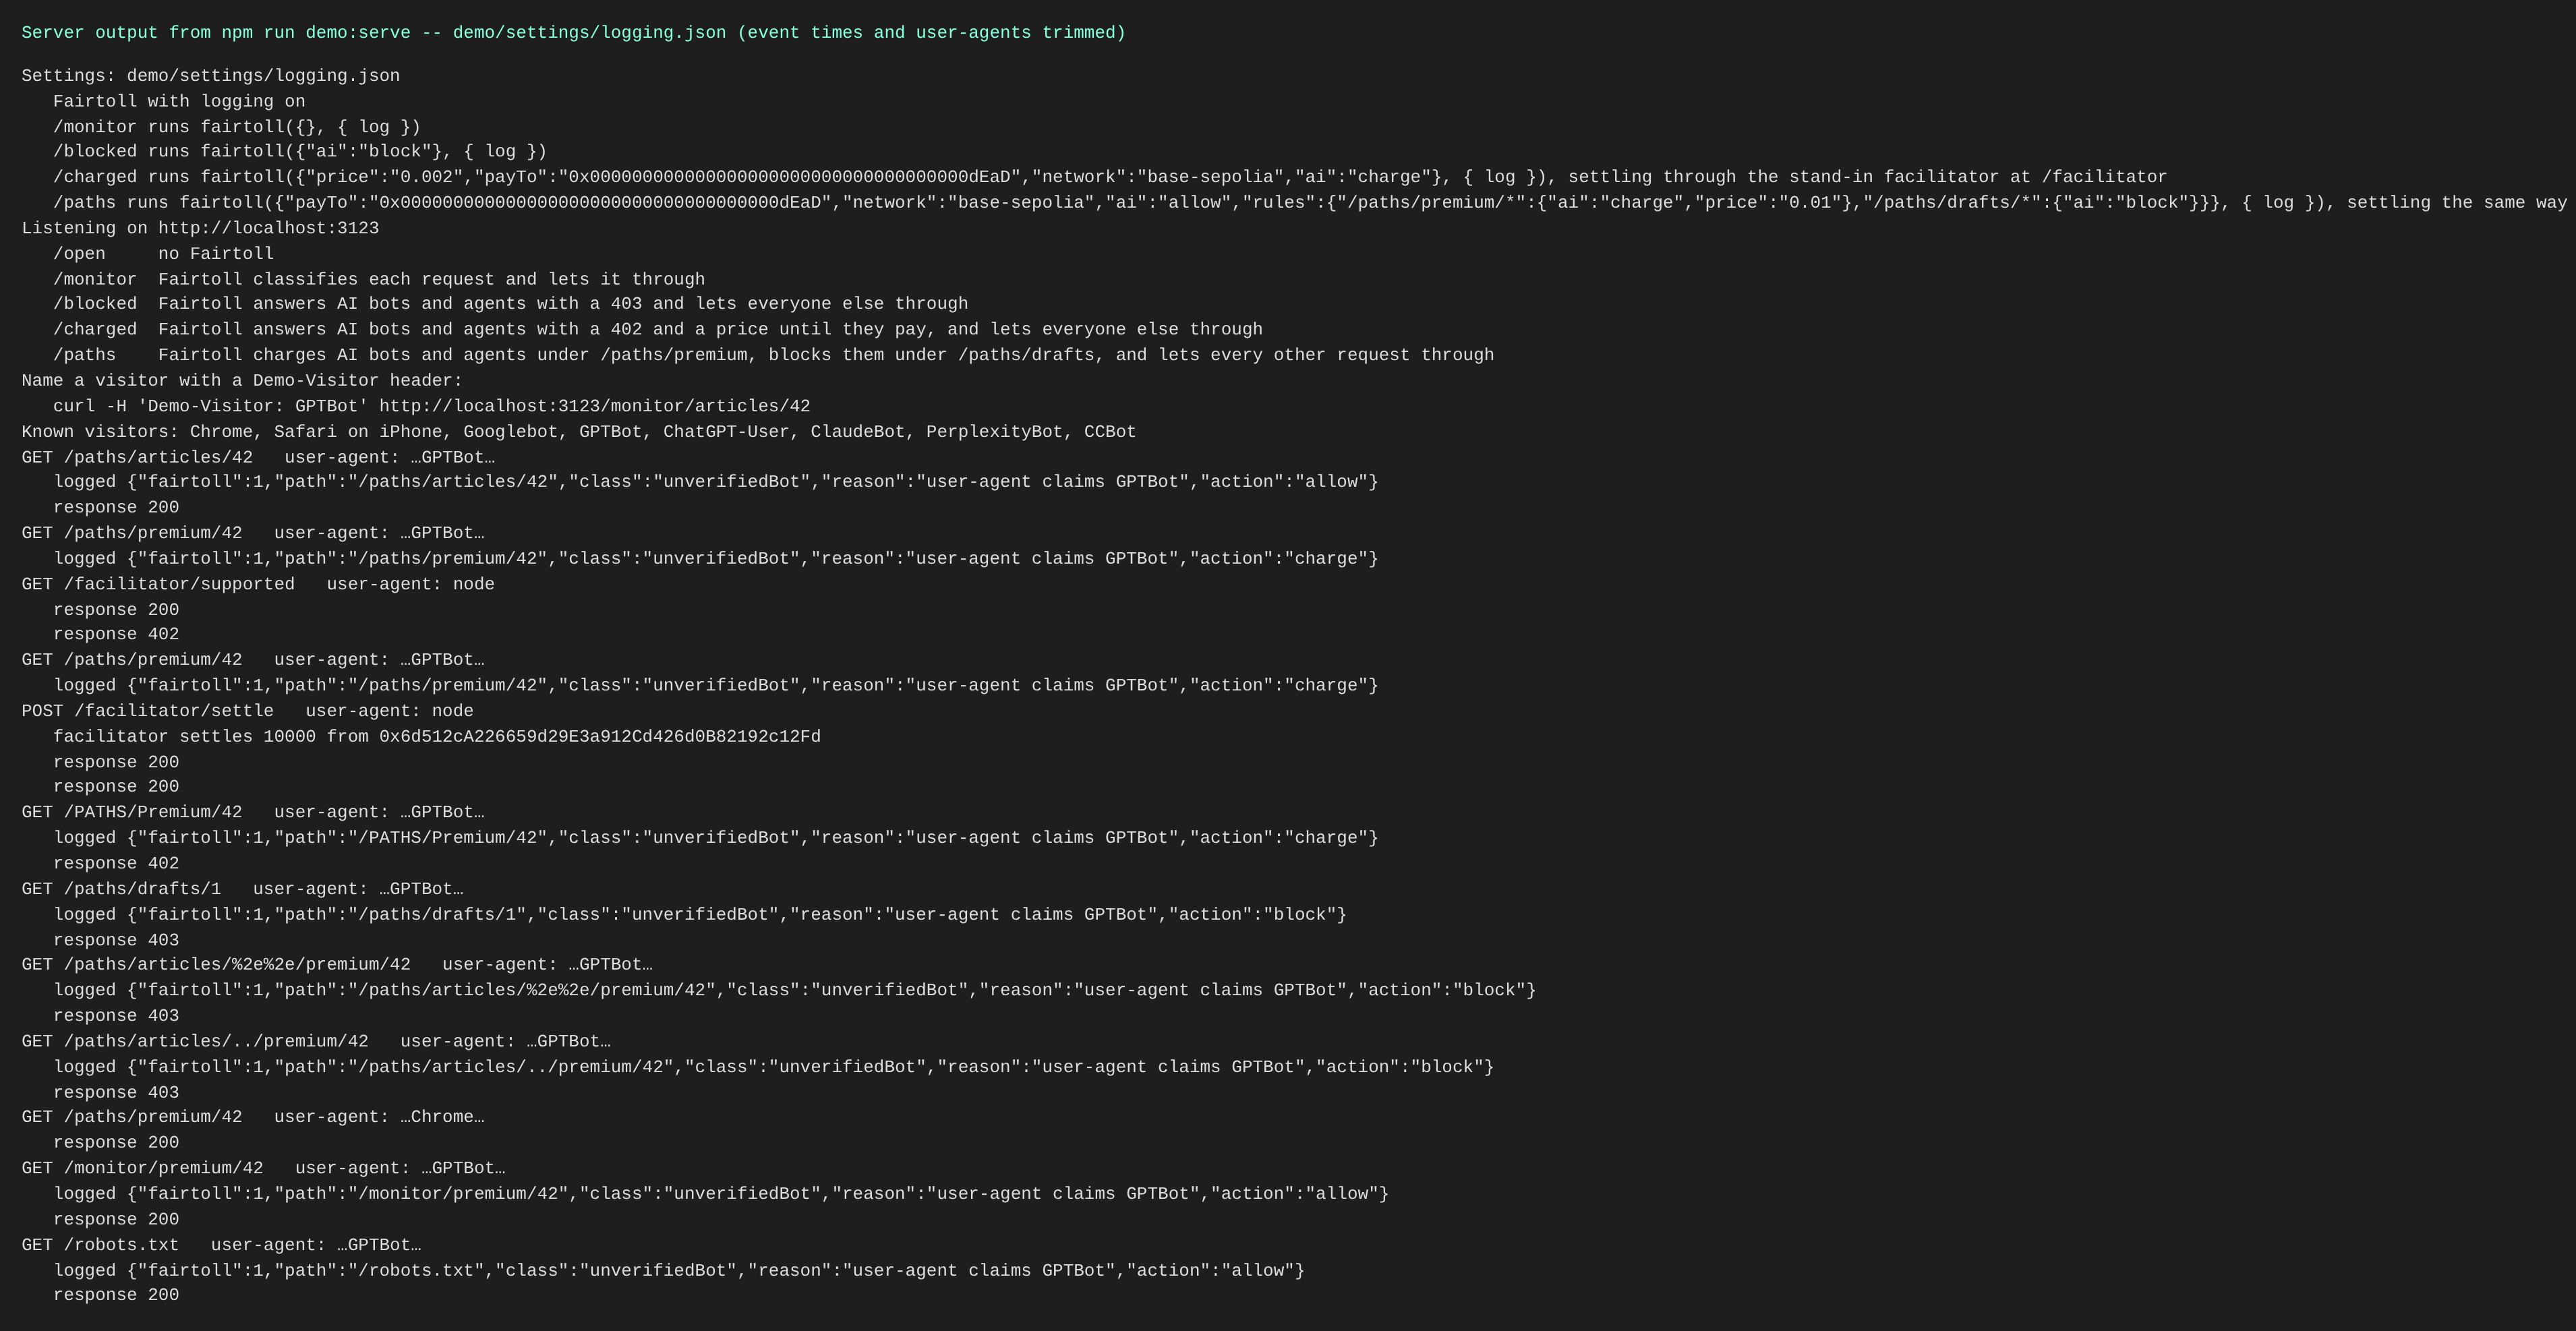 Server output from npm run demo:serve -- demo/settings/logging.json (event times and user-agents trimmed)
Settings: demo/settings/logging.json
Fairtoll with logging on
/monitor runs fairtoll({}, { log })
/blocked runs fairtoll({"ai":"block"}, { log })
/charged runs fairtoll({"price":"0.002","payTo":"0x000000000000000000000000000000000000dEaD","network":"base-sepolia","ai":"charge"}, { log }), settling through the stand-in facilitator at /facilitator
/paths runs fairtoll({"payTo":"0x000000000000000000000000000000000000dEaD","network":"base-sepolia","ai":"allow","rules":{"/paths/premium/*":{"ai":"charge","price":"0.01"},"/paths/drafts/*":{"ai":"block"}}}, { log }), settling the same way
Listening on http://localhost:3123
/open     no Fairtoll
/monitor  Fairtoll classifies each request and lets it through
/blocked  Fairtoll answers AI bots and agents with a 403 and lets everyone else through
/charged  Fairtoll answers AI bots and agents with a 402 and a price until they pay, and lets everyone else through
/paths    Fairtoll charges AI bots and agents under /paths/premium, blocks them under /paths/drafts, and lets every other request through
Name a visitor with a Demo-Visitor header:
curl -H 'Demo-Visitor: GPTBot' http://localhost:3123/monitor/articles/42
Known visitors: Chrome, Safari on iPhone, Googlebot, GPTBot, ChatGPT-User, ClaudeBot, PerplexityBot, CCBot
GET /paths/articles/42   user-agent: …GPTBot…
logged {"fairtoll":1,"path":"/paths/articles/42","class":"unverifiedBot","reason":"user-agent claims GPTBot","action":"allow"}
response 200
GET /paths/premium/42   user-agent: …GPTBot…
logged {"fairtoll":1,"path":"/paths/premium/42","class":"unverifiedBot","reason":"user-agent claims GPTBot","action":"charge"}
GET /facilitator/supported   user-agent: node
response 200
response 402
GET /paths/premium/42   user-agent: …GPTBot…
logged {"fairtoll":1,"path":"/paths/premium/42","class":"unverifiedBot","reason":"user-agent claims GPTBot","action":"charge"}
POST /facilitator/settle   user-agent: node
facilitator settles 10000 from 0x6d512cA226659d29E3a912Cd426d0B82192c12Fd
response 200
response 200
GET /PATHS/Premium/42   user-agent: …GPTBot…
logged {"fairtoll":1,"path":"/PATHS/Premium/42","class":"unverifiedBot","reason":"user-agent claims GPTBot","action":"charge"}
response 402
GET /paths/drafts/1   user-agent: …GPTBot…
logged {"fairtoll":1,"path":"/paths/drafts/1","class":"unverifiedBot","reason":"user-agent claims GPTBot","action":"block"}
response 403
GET /paths/articles/%2e%2e/premium/42   user-agent: …GPTBot…
logged {"fairtoll":1,"path":"/paths/articles/%2e%2e/premium/42","class":"unverifiedBot","reason":"user-agent claims GPTBot","action":"block"}
response 403
GET /paths/articles/../premium/42   user-agent: …GPTBot…
logged {"fairtoll":1,"path":"/paths/articles/../premium/42","class":"unverifiedBot","reason":"user-agent claims GPTBot","action":"block"}
response 403
GET /paths/premium/42   user-agent: …Chrome…
response 200
GET /monitor/premium/42   user-agent: …GPTBot…
logged {"fairtoll":1,"path":"/monitor/premium/42","class":"unverifiedBot","reason":"user-agent claims GPTBot","action":"allow"}
response 200
GET /robots.txt   user-agent: …GPTBot…
logged {"fairtoll":1,"path":"/robots.txt","class":"unverifiedBot","reason":"user-agent claims GPTBot","action":"allow"}
response 200